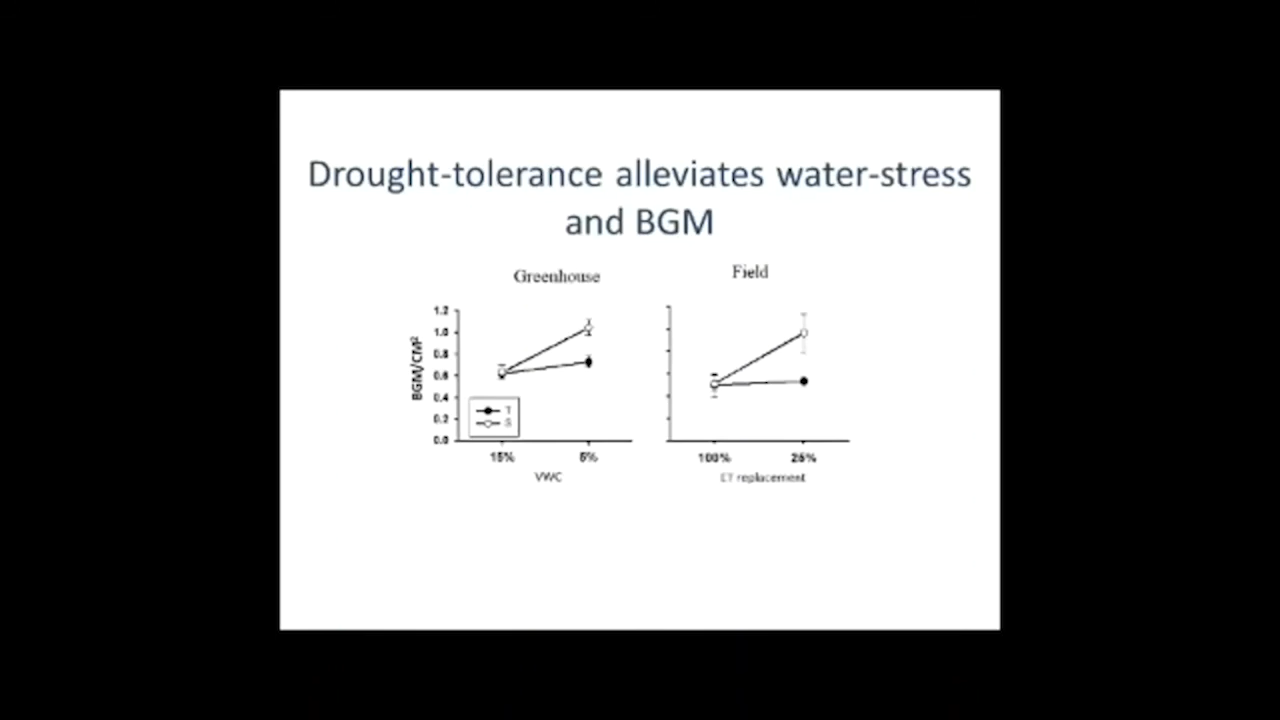 Drought-tolerance alleviates water-stress
and BGM
Greenhouse
Field
BGM/CM²
1.2
1.0
0.8
0.6
0.4
0.2
0.0
T
S
15%
5%
VWC
100%
25%
ET replacement